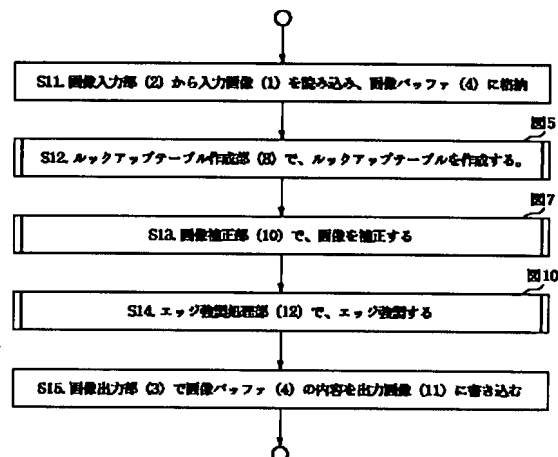 S11. 画像入力部 (2) から入力画像 (1) を読み込み、画像バッファ (4) に格納
図5
S12. ルックアップテーブル作成部 (8) で、ルックアップテーブルを作成する。
図7
S13. 画像補正部 (10) で、画像を補正する
図10
S14. エッジ強調処理部 (12) で、エッジ強調する
S15. 画像出力部 (3) で画像バッファ (4) の内容を出力画像 (11) に書き込む